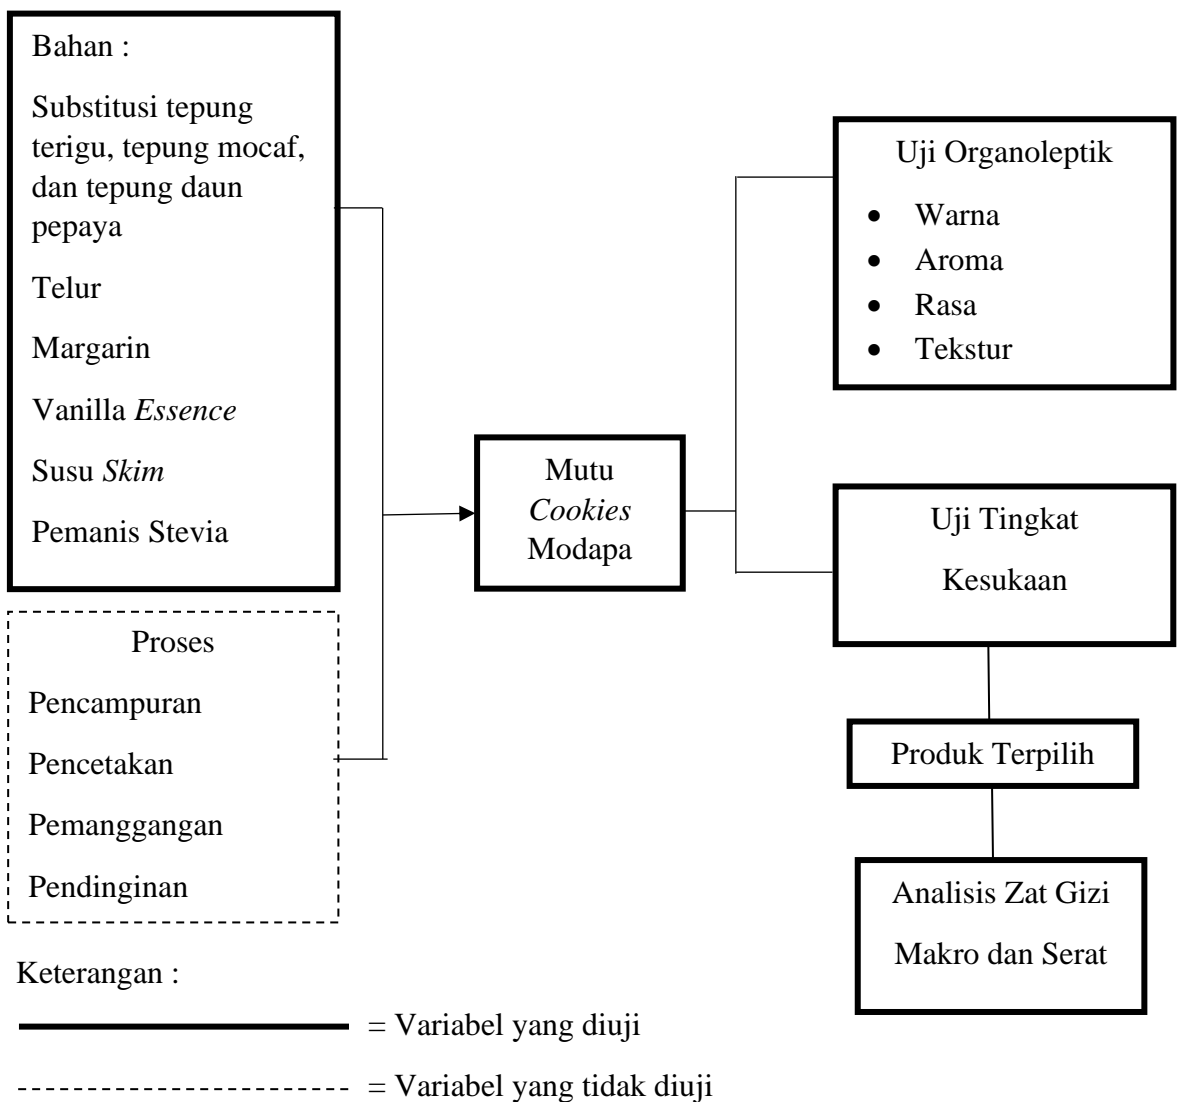 Bahan :
Substitusi tepung
terigu, tepung mocaf,
dan tepung daun
pepaya
Telur
Margarin
Vanilla Essence
Susu Skim
Pemanis Stevia
Proses
Pencampuran
Pencetakan
Pemanggangan
Pendinginan
Mutu
Cookies
Modapa
Uji Organoleptik
• Warna
• Aroma
• Rasa
• Tekstur
Uji Tingkat
Kesukaan
Produk Terpilih
Analisis Zat Gizi
Makro dan Serat
Keterangan :
= Variabel yang diuji
= Variabel yang tidak diuji